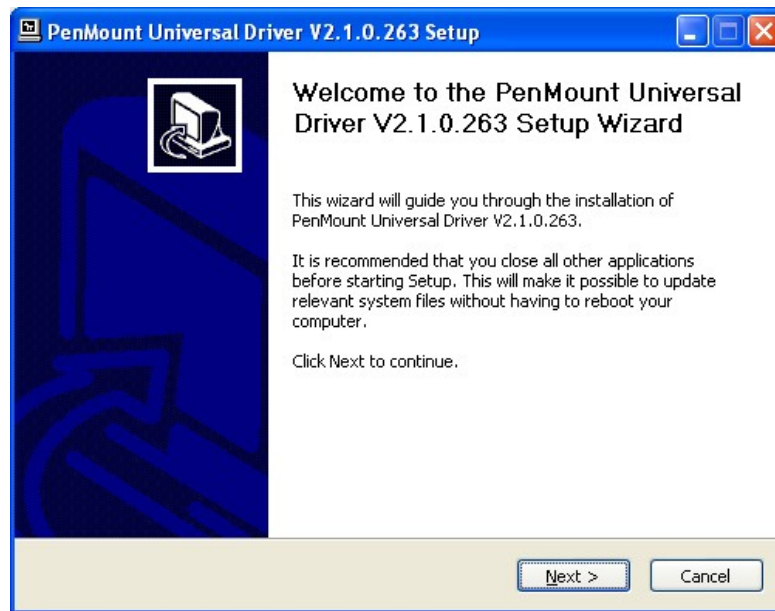 PenMount Universal Driver V2.1.0.263 Setup
Welcome to the PenMount Universal
Driver V2.1.0.263 Setup Wizard
This wizard will guide you through the installation of
PenMount Universal Driver V2.1.0.263.
It is recommended that you close all other applications
before starting Setup. This will make it possible to update
relevant system files without having to reboot your
computer.
Click Next to continue.
Next >
Cancel